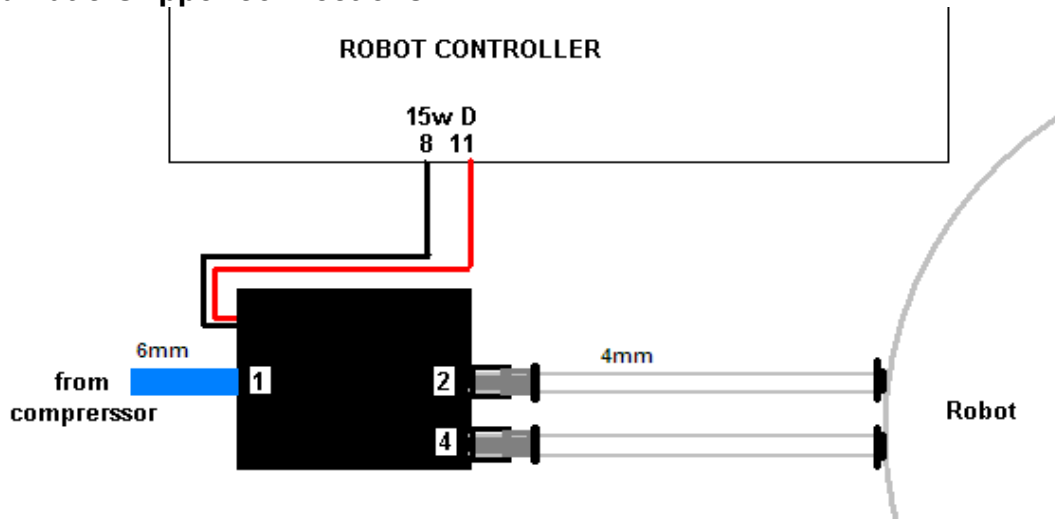 ROBOT CONTROLLER
15w D
8 11
6mm
4mm
1
2
from
comprerssor
Robot
4